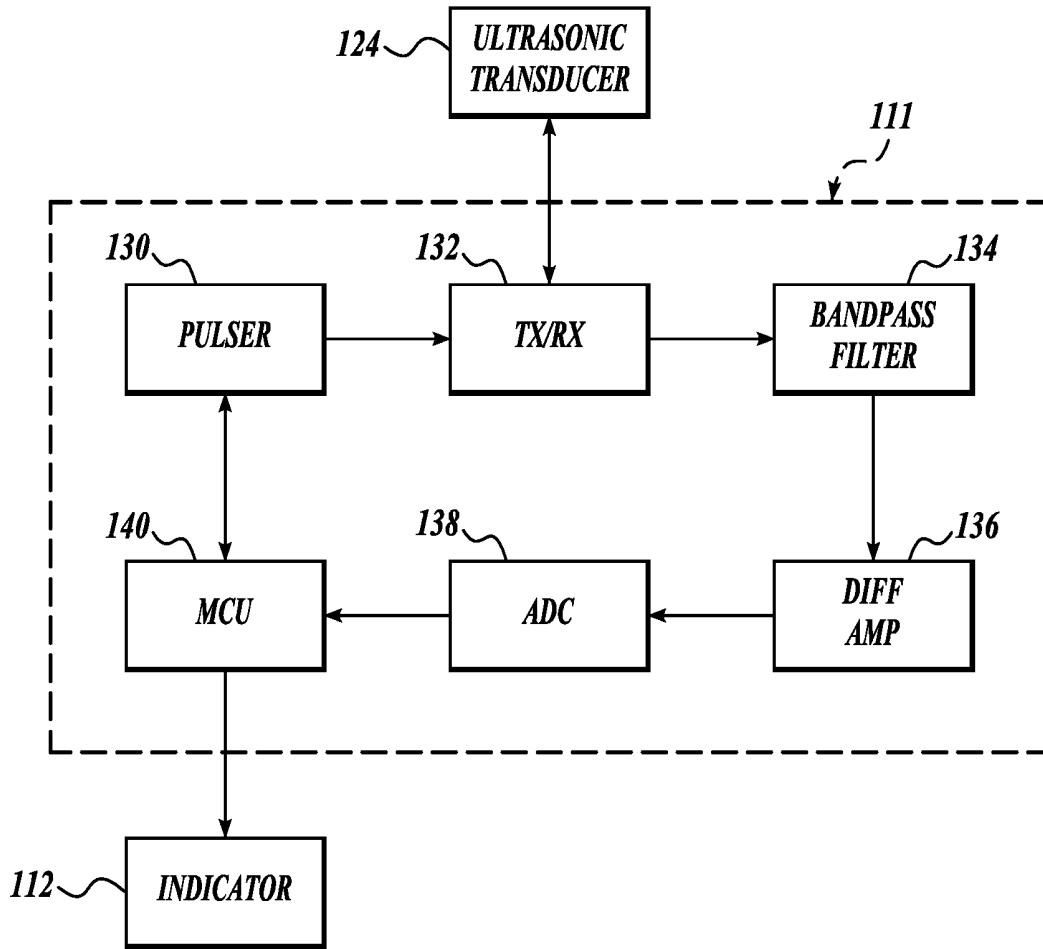 124
ULTRASONIC
TRANSDUCER
111
130
132
134
PULSER
TX/RX
BANDPASS
FILTER
140
138
136
MCU
ADC
DIFF
AMP
112
INDICATOR